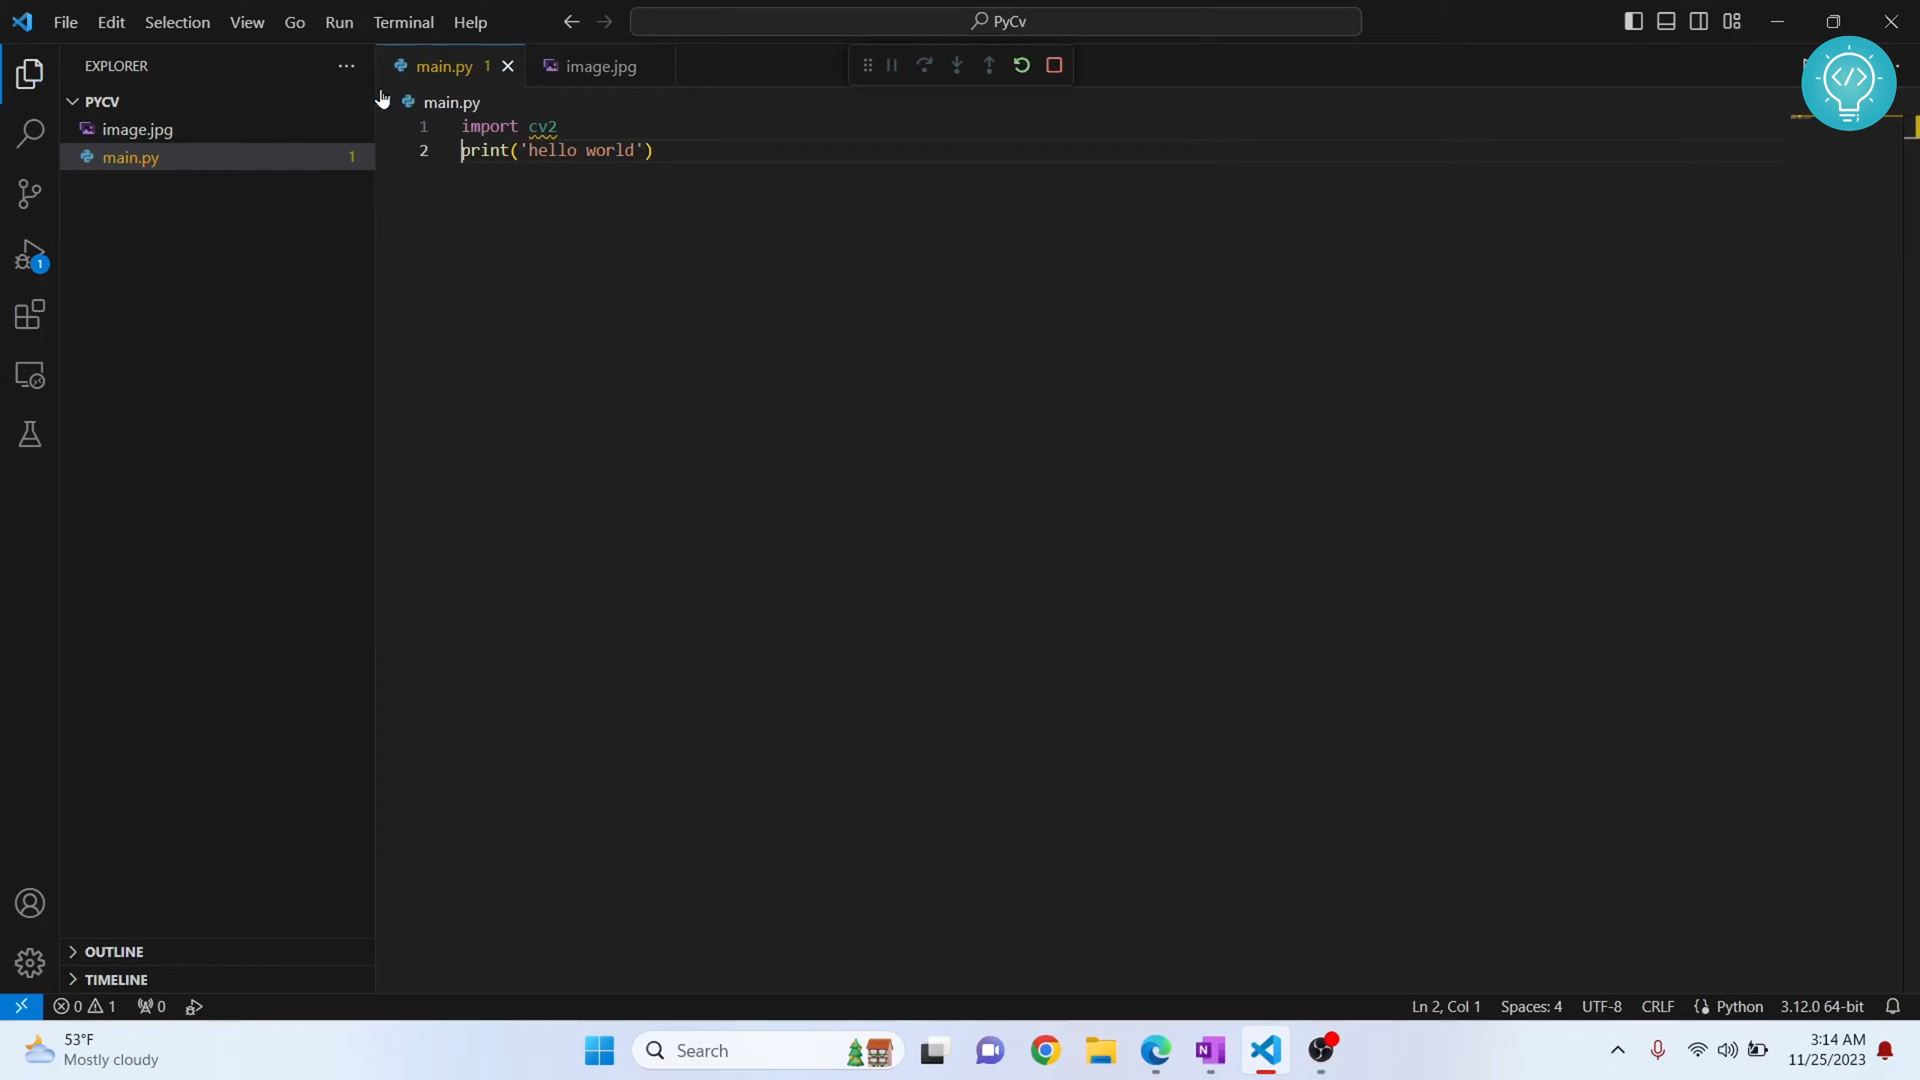 File Edit Selection View Go Run Terminal Help
PyCv
EXPLORER
main.py 1
image.jpg
PYCV
image.jpg
main.py 1
main.py
1 import cv2
2 print('hello world')
1
OUTLINE
TIMELINE
0 1 0
Ln 2, Col 1 Spaces: 4 UTF-8 CRLF Python 3.12.0 64-bit
53°F
Mostly cloudy
Search
3:14 AM
11/25/2023